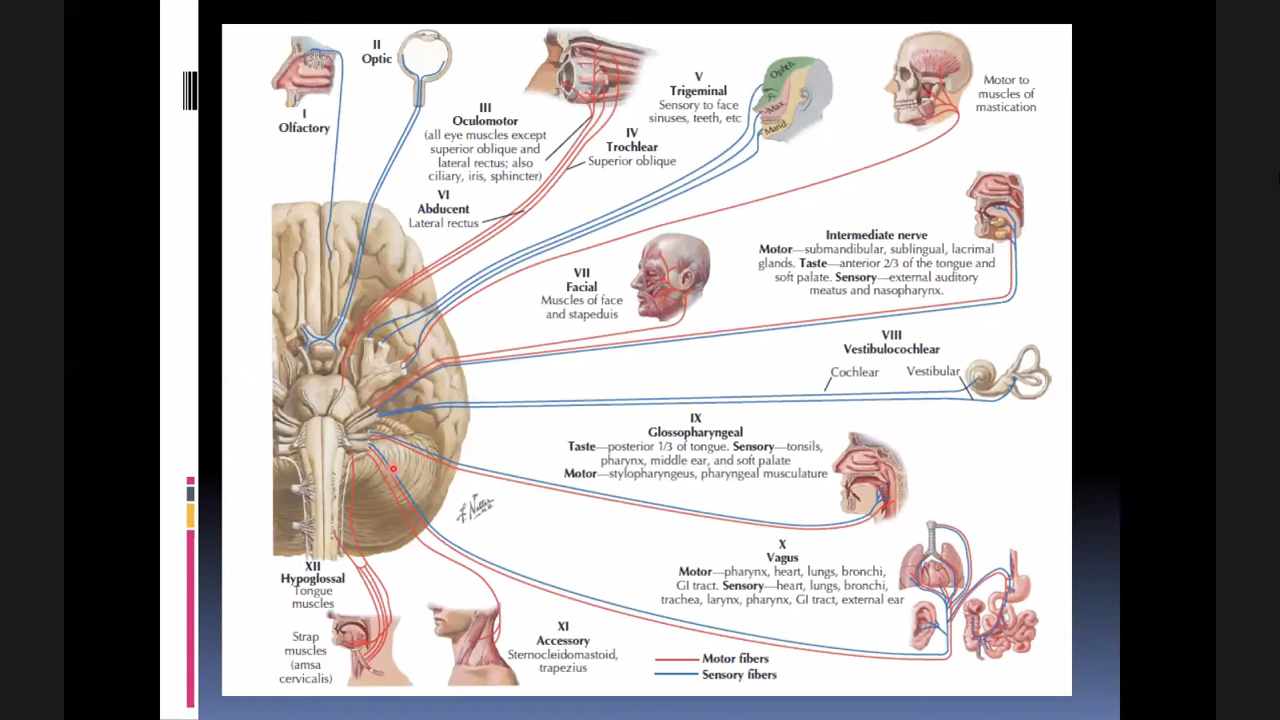 I
Olfactory
II
Optic
III
Oculomotor
(all eye muscles except
superior oblique and
lateral rectus; also
ciliary, iris, sphincter)
IV
Trochlear
Superior oblique
VI
Abducent
Lateral rectus
V
Trigeminal
Sensory to face
sinuses, teeth, etc
Ophth
Max
Mand
Motor to
muscles of
mastication
VII
Facial
Muscles of face
and stapeduis
Intermediate nerve
Motor—submandibular, sublingual, lacrimal
glands. Taste—anterior 2/3 of the tongue and
soft palate. Sensory—external auditory
meatus and nasopharynx.
VIII
Vestibulocochlear
Cochlear
Vestibular
IX
Glossopharyngeal
Taste—posterior 1/3 of tongue. Sensory—tonsils,
pharynx, middle ear, and soft palate
Motor—stylopharyngeus, pharyngeal musculature
X
Vagus
Motor—pharynx, heart, lungs, bronchi,
GI tract. Sensory—heart, lungs, bronchi,
trachea, larynx, pharynx, GI tract, external ear
XII
Hypoglossal
Tongue
muscles
Strap
muscles
(amsa
cervicalis)
XI
Accessory
Sternocleidomastoid,
trapezius
Motor fibers
Sensory fibers
F. Netter